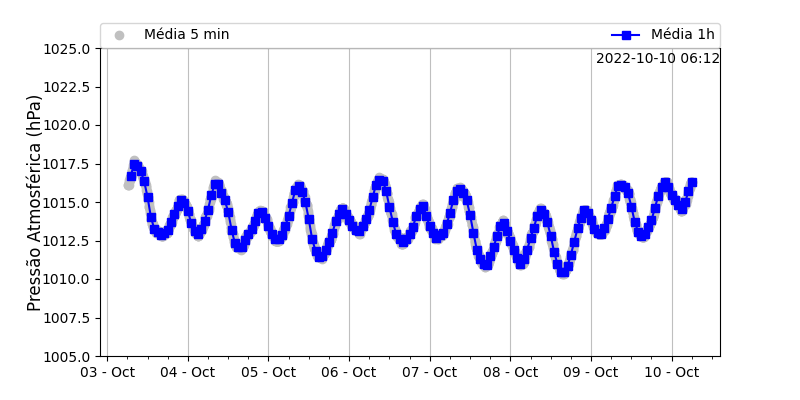 Média 5 min
Média 1h
2022-10-10 06:12
Pressão Atmosférica (hPa)
1025.0
1022.5
1020.0
1017.5
1015.0
1012.5
1010.0
1007.5
1005.0
03 - Oct
04 - Oct
05 - Oct
06 - Oct
07 - Oct
08 - Oct
09 - Oct
10 - Oct